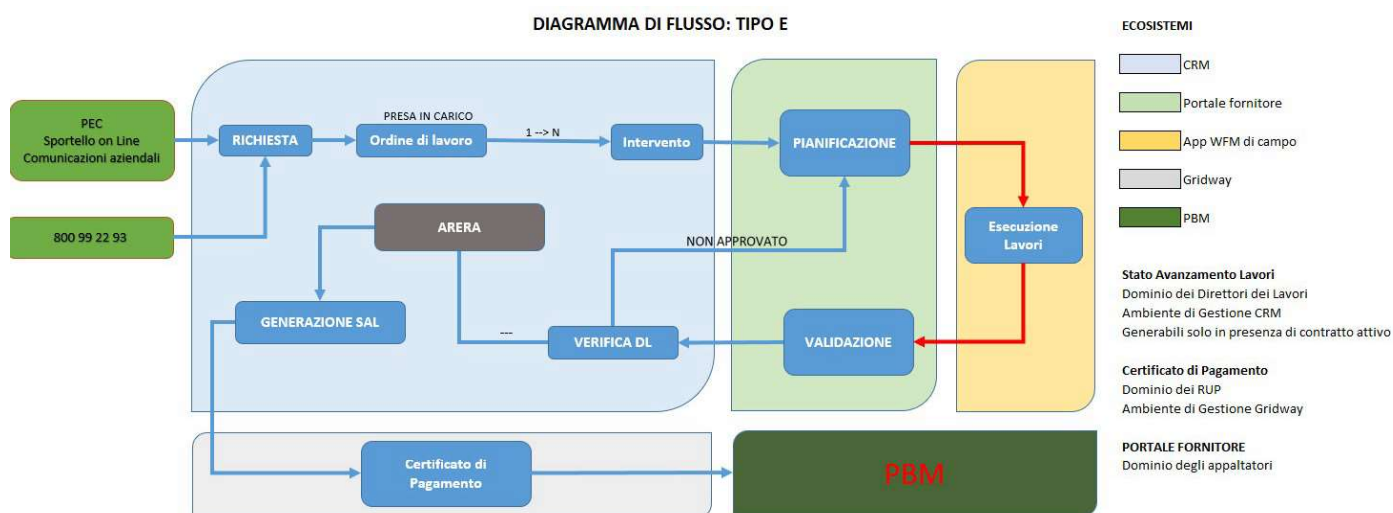 DIAGRAMMA DI FLUSSO: TIPO E
PEC
Sportello on Line
Comunicazioni aziendali
800 99 22 93
RICHIESTA
PRESA IN CARICO
Ordine di lavoro
1 --> N
Intervento
PIANIFICAZIONE
Esecuzione
Lavori
ARERA
NON APPROVATO
GENERAZIONE SAL
---
VERIFICA DL
VALIDAZIONE
Certificato di
Pagamento
PBM
ECOSISTEMI
CRM
Portale fornitore
App WFM di campo
Gridway
PBM
Stato Avanzamento Lavori
Dominio dei Direttori dei Lavori
Ambiente di Gestione CRM
Generabili solo in presenza di contratto attivo
Certificato di Pagamento
Dominio dei RUP
Ambiente di Gestione Gridway
PORTALE FORNITORE
Dominio degli appaltatori